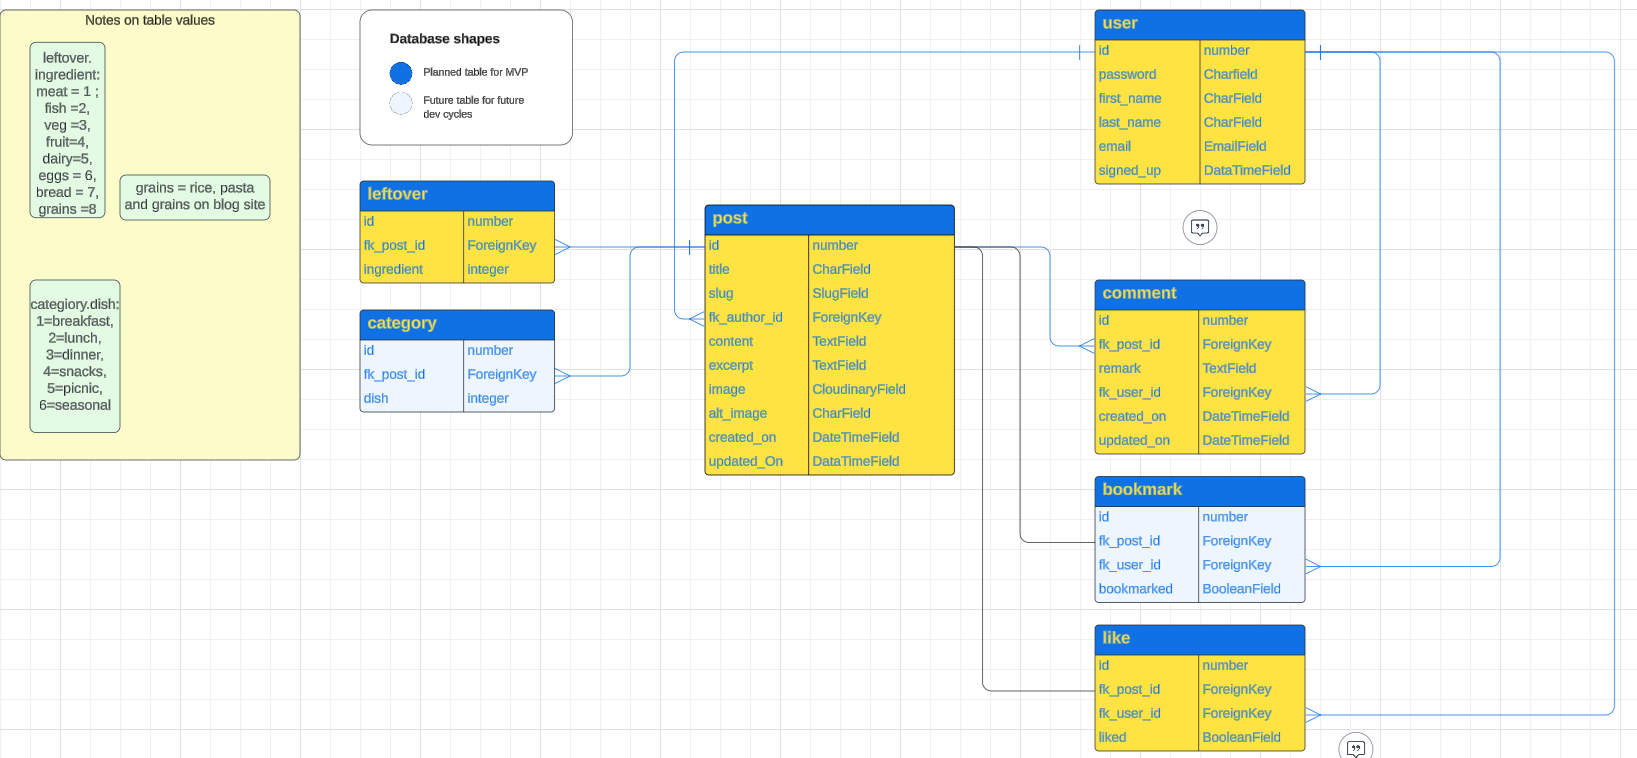 Notes on table values
leftover.
ingredient:
meat = 1 ;
fish =2,
veg =3,
fruit=4,
dairy=5,
eggs = 6,
bread = 7,
grains =8
grains = rice, pasta
and grains on blog site
categiory.dish:
1=breakfast,
2=lunch,
3=dinner,
4=snacks,
5=picnic,
6=seasonal
Database shapes
Planned table for MVP
Future table for future
dev cycles
leftover
id number
fk_post_id ForeignKey
ingredient integer
category
id number
fk_post_id ForeignKey
dish integer
post
id number
title CharField
slug SlugField
fk_author_id ForeignKey
content TextField
excerpt TextField
image CloudinaryField
alt_image CharField
created_on DateTimeField
updated_On DataTimeField
user
id number
password Charfield
first_name CharField
last_name CharField
email EmailField
signed_up DataTimeField
comment
id number
fk_post_id ForeignKey
remark TextField
fk_user_id ForeignKey
created_on DateTimeField
updated_on DateTimeField
bookmark
id number
fk_post_id ForeignKey
fk_user_id ForeignKey
bookmarked BooleanField
like
id number
fk_post_id ForeignKey
fk_user_id ForeignKey
liked BooleanField